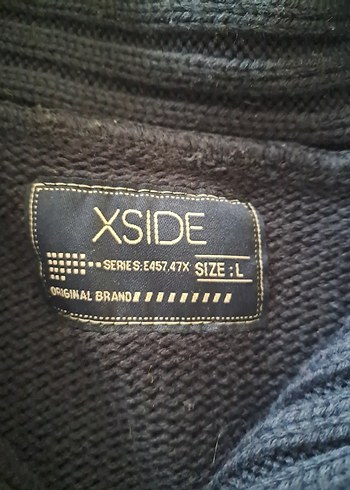 XSIDE
SERIES:E457.47X SIZE : L
ORIGINAL BRAND